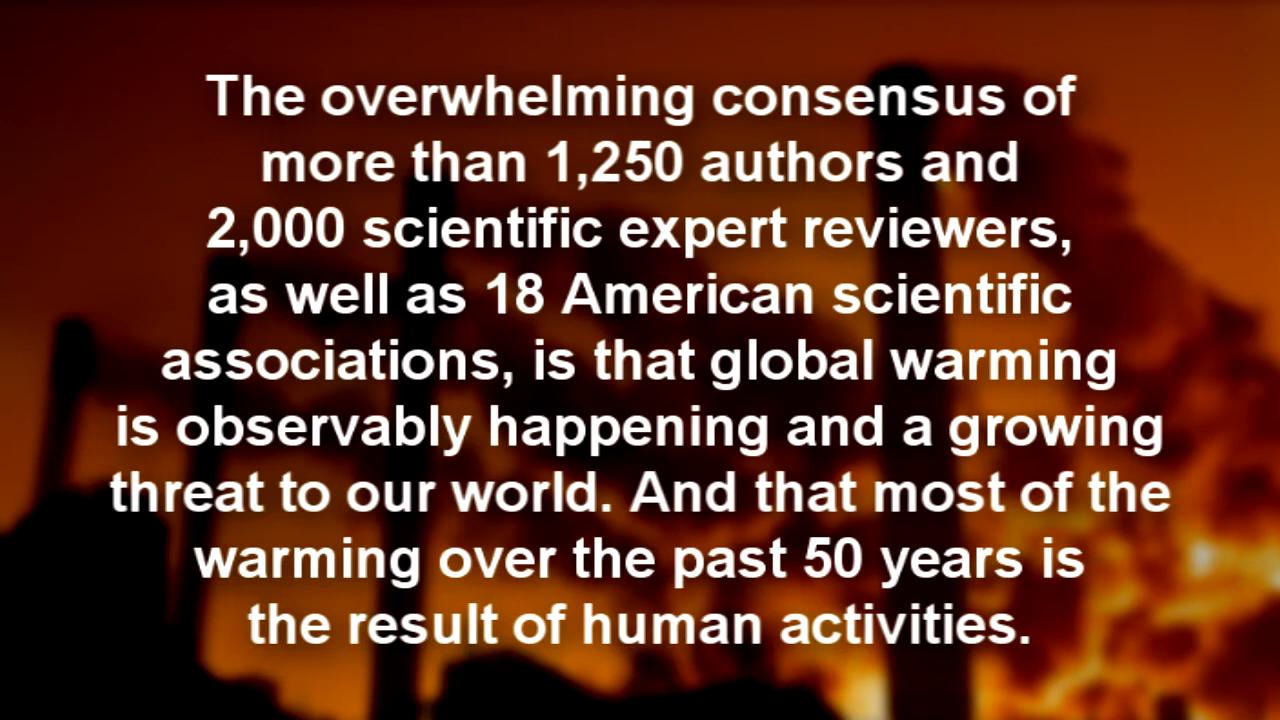 The overwhelming consensus of
more than 1,250 authors and
2,000 scientific expert reviewers,
as well as 18 American scientific
associations, is that global warming
is observably happening and a growing
threat to our world. And that most of the
warming over the past 50 years is
the result of human activities.